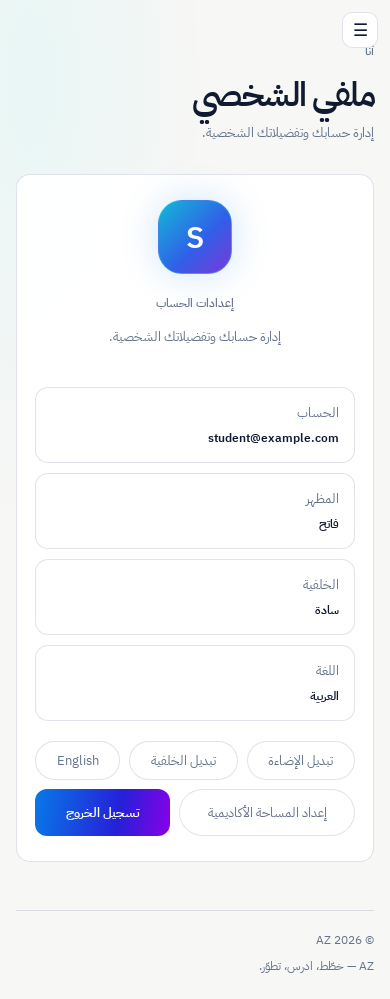 ☰
أنا
ملفي الشخصي
إدارة حسابك وتفضيلاتك الشخصية.
S
إعدادات الحساب
إدارة حسابك وتفضيلاتك الشخصية.
الحساب
student@example.com
المظهر
فاتح
الخلفية
سادة
اللغة
العربية
تبديل الإضاءة تبديل الخلفية English
إعداد المساحة الأكاديمية تسجيل الخروج
© 2026 AZ
AZ — خطّط، ادرس، تطوّر.